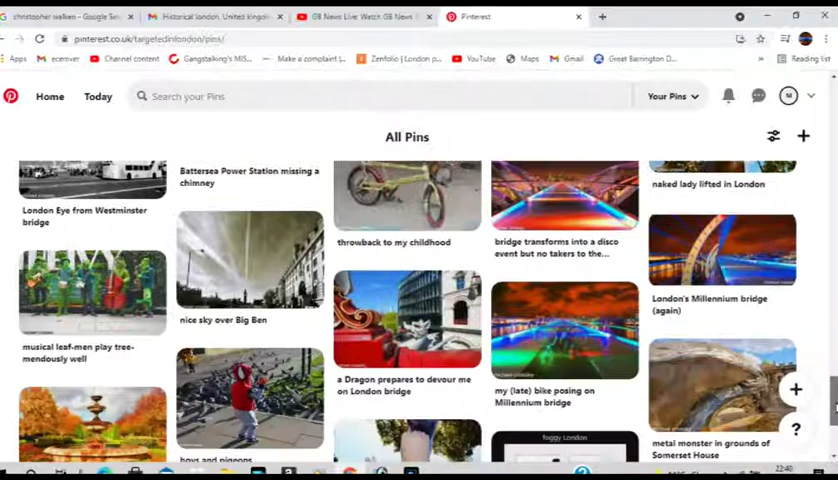 christopher walken - Google Sea
Historical london, united kingdo
GB News Live: Watch GB News
Pinterest
pinterest.co.uk/targetedinlondon/pins/
Apps
ecemver
Channel content
Gangstalking's MIS...
Make a complaint |...
Zenfolio | London p...
YouTube
Maps
Gmail
Great Barrington D...
Reading list
Home
Today
Search your Pins
Your Pins
M
All Pins
London Eye from Westminster
bridge
Battersea Power Station missing a
chimney
throwback to my childhood
bridge transforms into a disco
event but no takers to the...
naked lady lifted in London
nice sky over Big Ben
London's Millennium bridge
(again)
musical leaf-men play tree-
mendously well
a Dragon prepares to devour me
on London bridge
my (late) bike posing on
Millennium bridge
metal monster in grounds of
Somerset House
boys and pigeons
foggy London
?
22:40